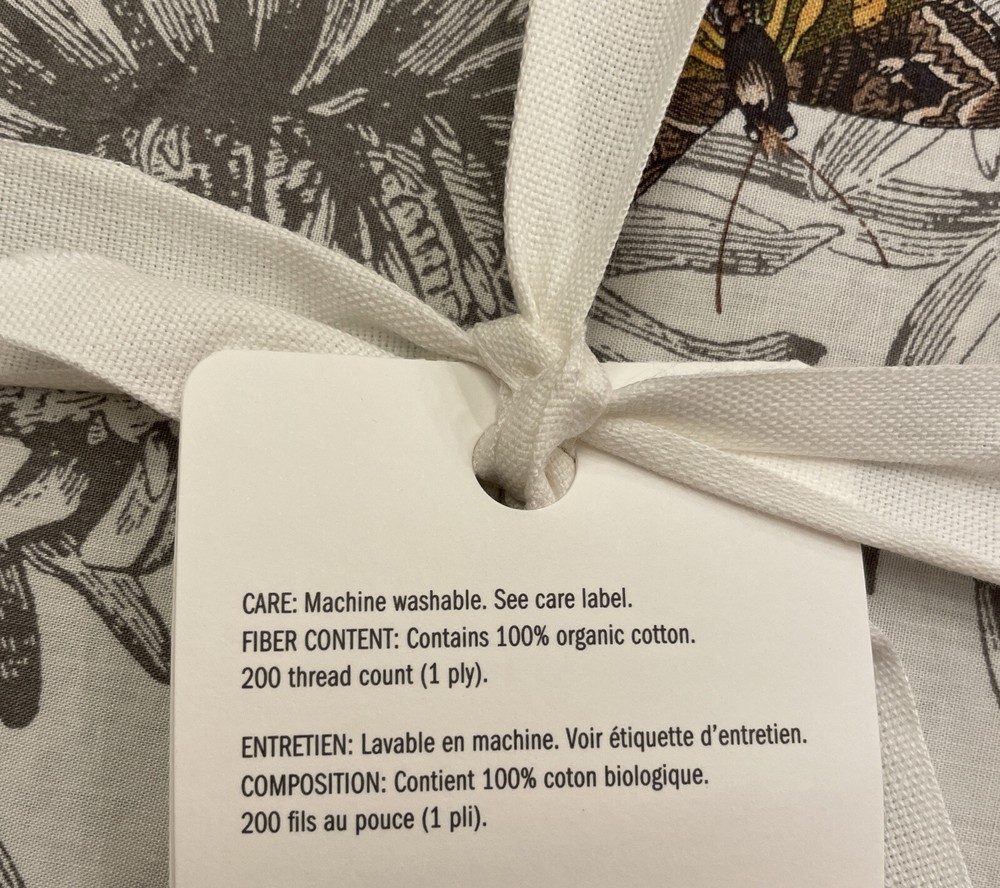 CARE: Machine washable. See care label.
FIBER CONTENT: Contains 100% organic cotton.
200 thread count (1 ply).
ENTRETIEN: Lavable en machine. Voir étiquette d’entretien.
COMPOSITION: Contient 100% coton biologique.
200 fils au pouce (1 pli).